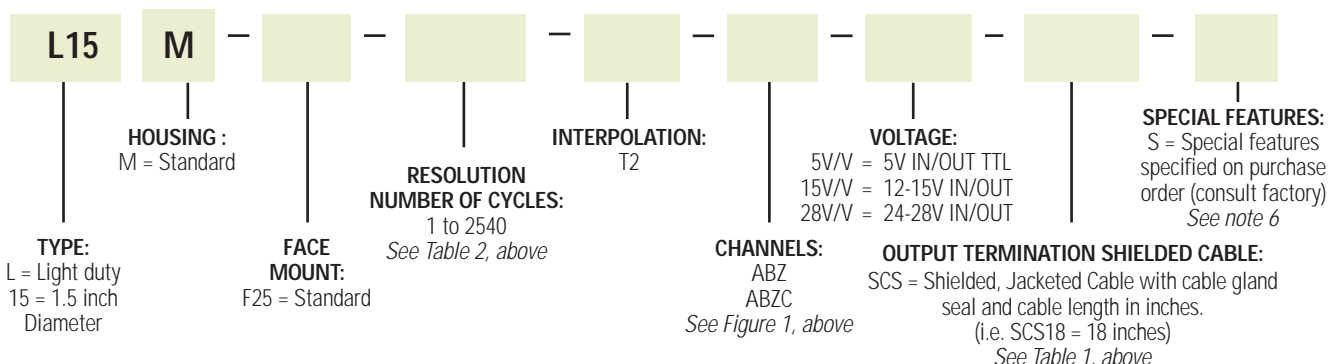 L15 M – – – – – – –
HOUSING :
M = Standard
TYPE:
L = Light duty
15 = 1.5 inch
Diameter
FACE
MOUNT:
F25 = Standard
RESOLUTION
NUMBER OF CYCLES:
1 to 2540
See Table 2, above
INTERPOLATION:
T2
CHANNELS:
ABZ
ABZC
See Figure 1, above
VOLTAGE:
5V/V = 5V IN/OUT TTL
15V/V = 12-15V IN/OUT
28V/V = 24-28V IN/OUT
OUTPUT TERMINATION SHIELDED CABLE:
SCS = Shielded, Jacketed Cable with cable gland
seal and cable length in inches.
(i.e. SCS18 = 18 inches)
See Table 1, above
SPECIAL FEATURES:
S = Special features
specified on purchase
order (consult factory)
See note 6